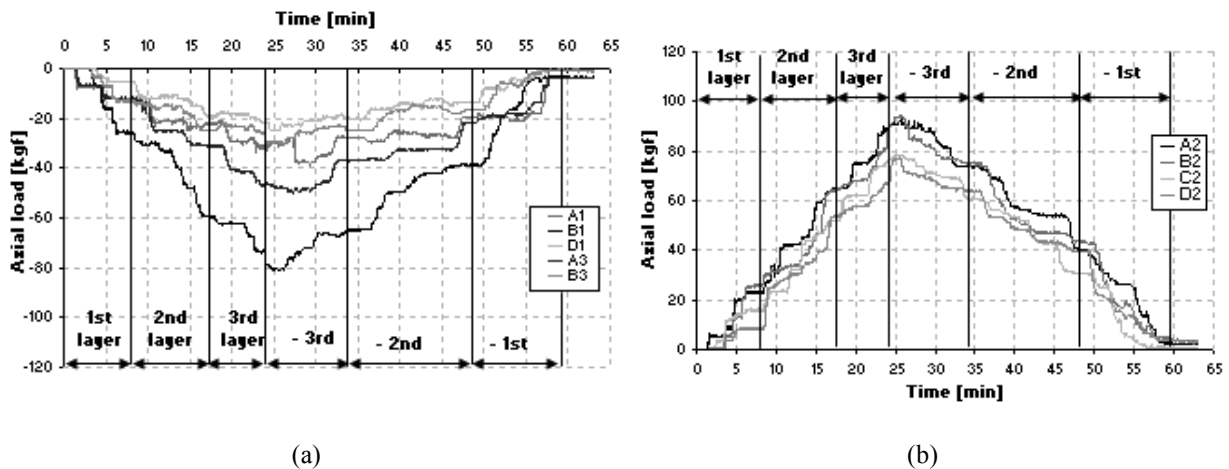 Time [min]
0 5 10 15 20 25 30 35 40 45 50 55 60 65
Axial load [kgf]
0
-20
-40
-60
-80
-100
-120
1st layer
2nd layer
3rd layer
- 3rd
- 2nd
- 1st
A1
B1
D1
A3
B3
(a)
Axial load [kgf]
120
100
80
60
40
20
0
1st layer
2nd layer
3rd layer
- 3rd
- 2nd
- 1st
A2
B2
C2
D2
0 5 10 15 20 25 30 35 40 45 50 55 60 65
Time [min]
(b)